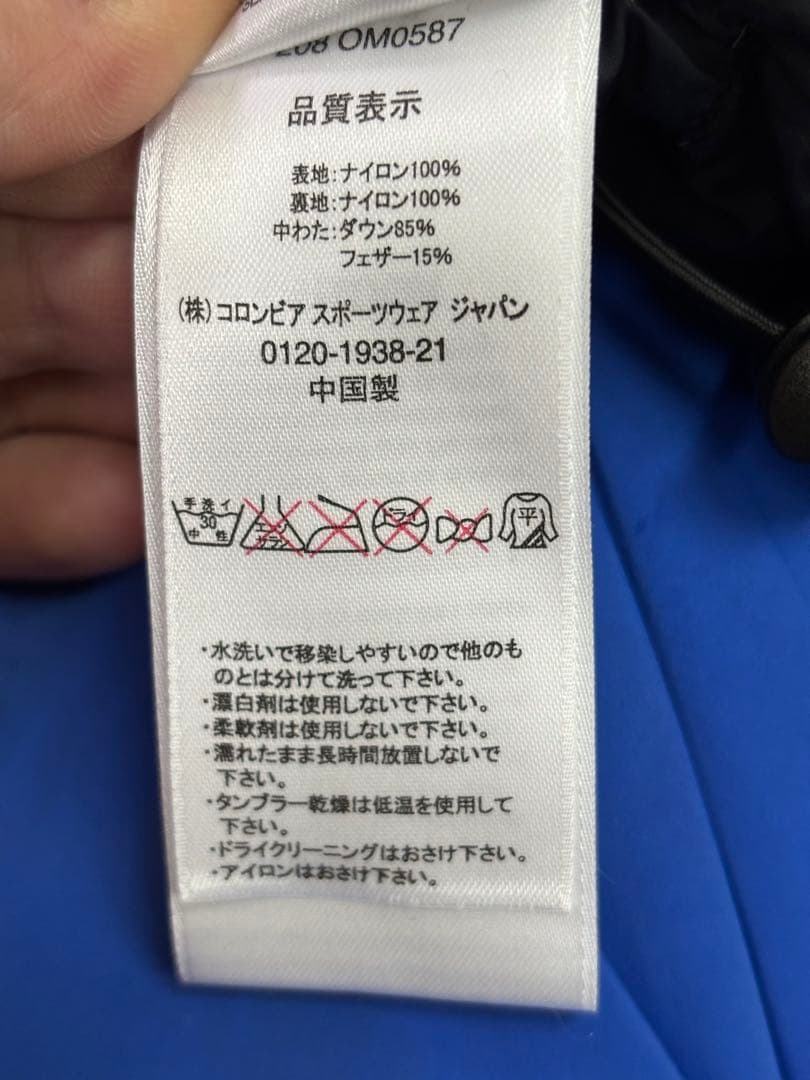 OM0587
品質表示
表地:ナイロン100%
裏地:ナイロン100%
中わた:ダウン85%
フェザー15%
(株)コロンビア スポーツウェア ジャパン
0120-1938-21
中国製
手洗イ
30
中性
エンソ
サラシ
ドライ
平
・水洗いで移染しやすいので他のも
のとは分けて洗って下さい。
・漂白剤は使用しないで下さい。
・柔軟剤は使用しないで下さい。
・濡れたまま長時間放置しないで
下さい。
・タンブラー乾燥は低温を使用して
下さい。
・ドライクリーニングはおさけ下さい。
・アイロンはおさけ下さい。